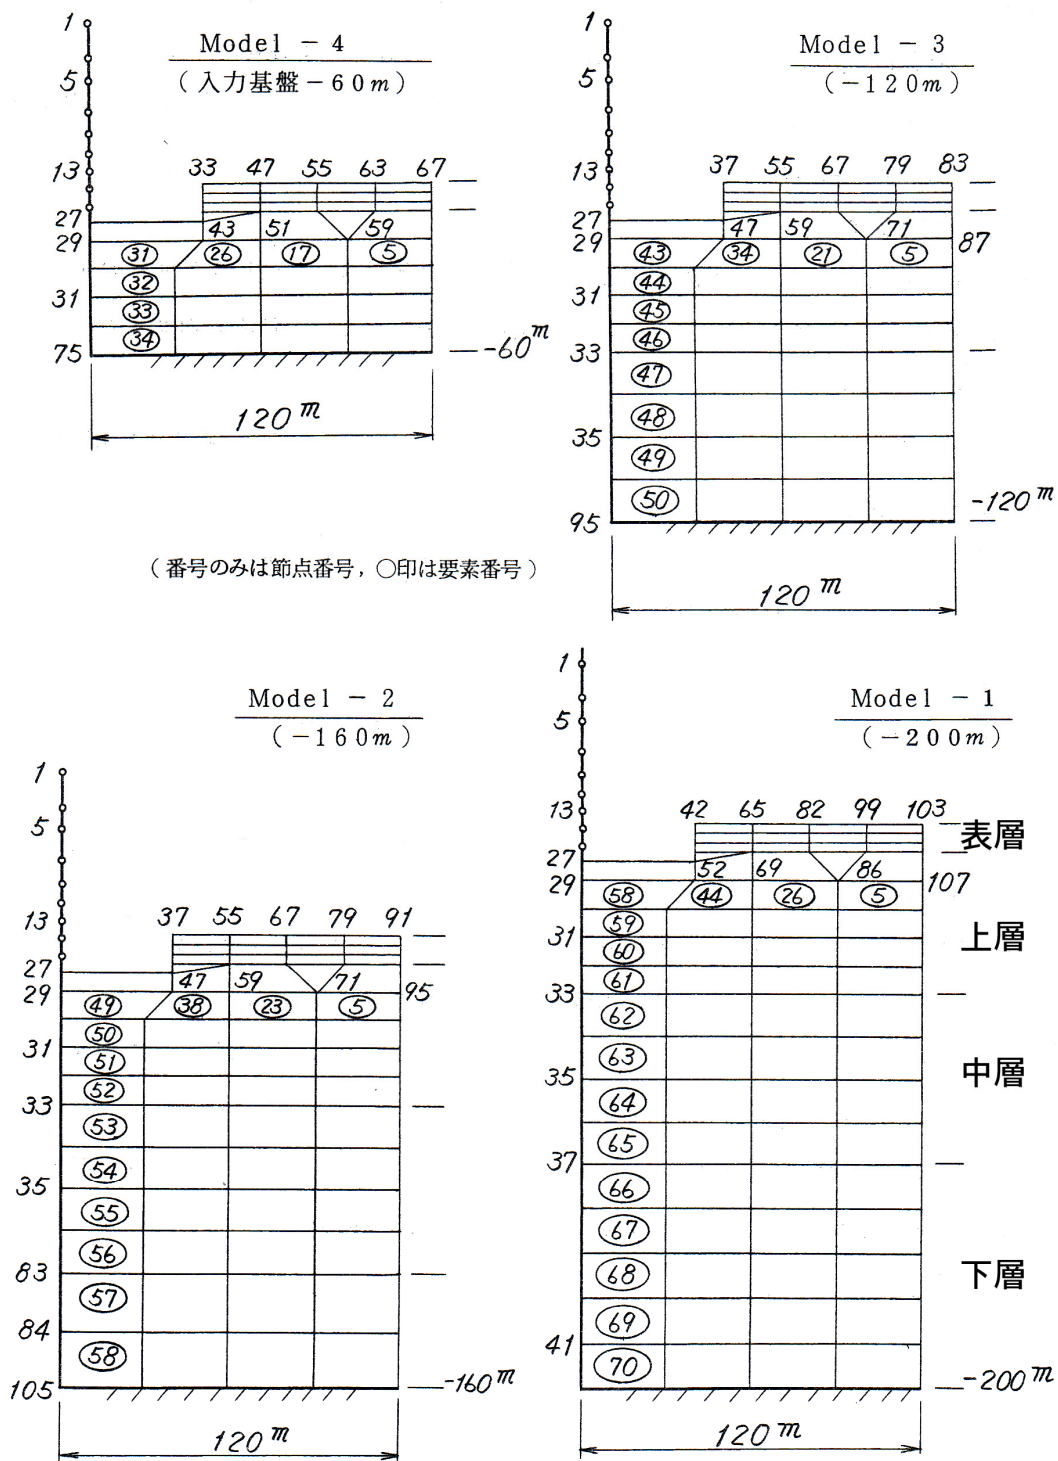 Model － 4
(入力基盤－60m)
1
5
13
33 47 55 63 67
27
43 51 59
29
㉛ ㉖ ⑰ ⑤
㉜
31
㉝
㉞
75
-60m
120m
Model － 3
(－120m)
1
5
13
37 55 67 79 83
27
47 59 71
29
87
㊸ ㉞ ㉑ ⑤
㊹
31
㊺
㊻
33
㊼
㊽
35
㊾
㊿
95
-120m
120m
(番号のみは節点番号, ○印は要素番号)
Model － 2
(－160m)
1
5
13
37 55 67 79 91
27
47 59 71
29
95
㊾ ㊳ ㉓ ⑤
㊿
31
(51)
(52)
33
(53)
(54)
35
(55)
(56)
83
(57)
84
(58)
105
-160m
120m
Model － 1
(－200m)
1
5
13
42 65 82 99 103
表層
27
52 69 86
29
107
(58) ㊹ ㉖ ⑤
(59)
31
上層
(60)
(61)
33
(62)
(63)
35
中層
(64)
(65)
37
(66)
(67)
(68)
下層
(69)
41
(70)
-200m
120m